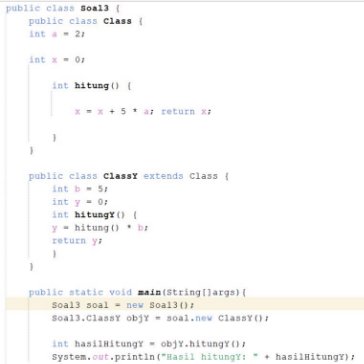 public class Soal3 {
public class Class {
int a = 2;
int x = 0;
int hitung() {
x = x + 5 * a; return x;
}
}
public class ClassY extends Class {
int b = 5;
int y = 0;
int hitungY() {
y = hitung() * b;
return y;
}
}
public static void main(String[]args){
Soal3 soal = new Soal3();
Soal3.ClassY objY = soal.new ClassY();
int hasilHitungY = objY.hitungY();
System.out.println("Hasil hitungY: " + hasilHitungY);